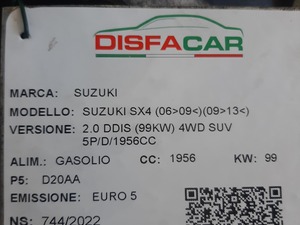 DISFACAR
MARCA: SUZUKI
MODELLO: SUZUKI SX4 (06>09<)(09>13<)
VERSIONE: 2.0 DDIS (99KW) 4WD SUV
5P/D/1956CC
ALIM.: GASOLIO CC: 1956 KW: 99
P5: D20AA
EMISSIONE: EURO 5
NS: 744/2022